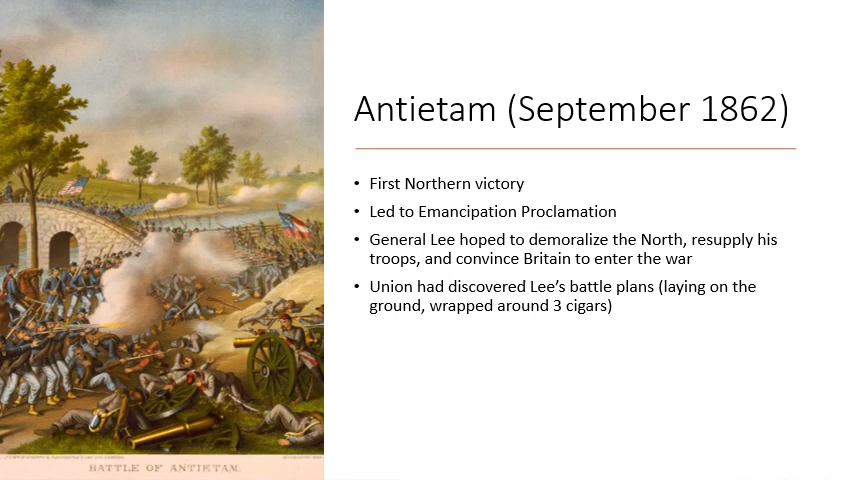 Antietam (September 1862)
• First Northern victory
• Led to Emancipation Proclamation
• General Lee hoped to demoralize the North, resupply his
troops, and convince Britain to enter the war
• Union had discovered Lee's battle plans (laying on the
ground, wrapped around 3 cigars)
BATTLE OF ANTIETAM.